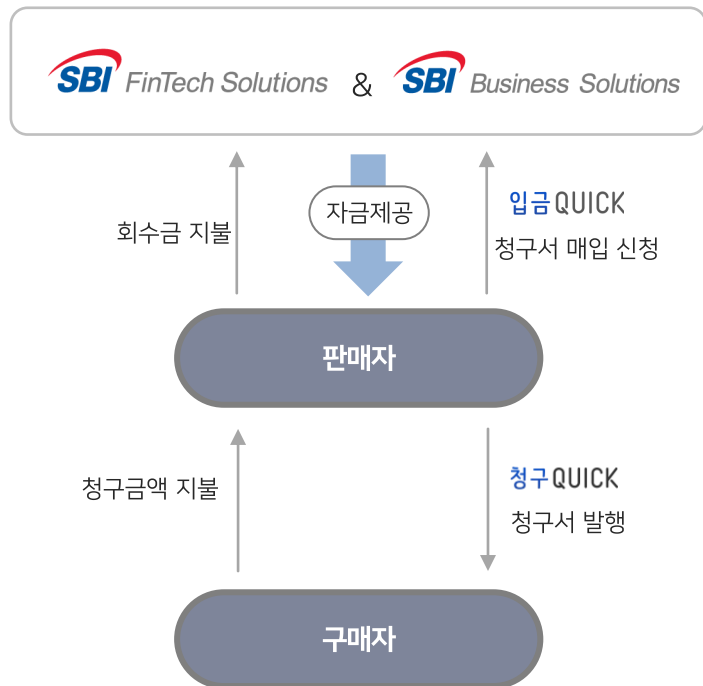 SBI FinTech Solutions & SBI Business Solutions
자금제공
입금QUICK
회수금 지불
청구서 매입 신청
판매자
청구QUICK
청구금액 지불
청구서 발행
구매자